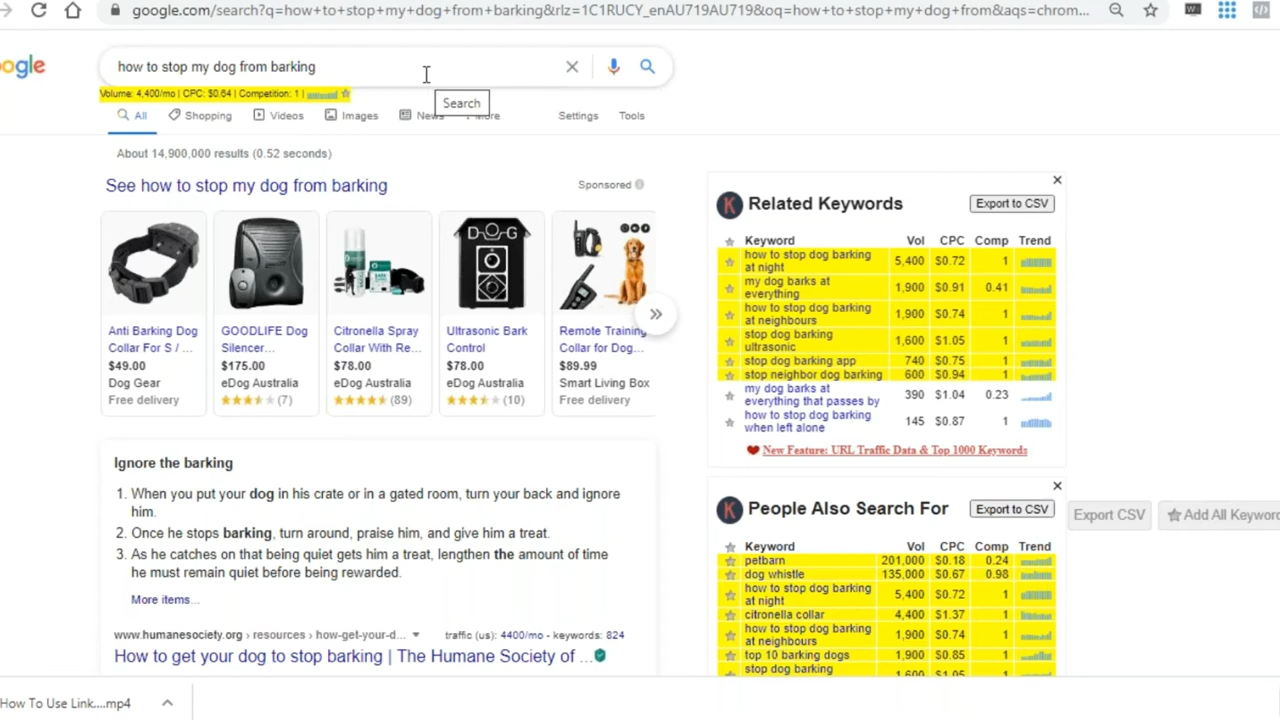 google.com/search?q=how+to+stop+my+dog+from+barking&rlz=1C1RUCY_enAU719AU719&oq=how+to+stop+my+dog+from&aqs=chrom...
ogle
how to stop my dog from barking
Volume: 4,400/mo | CPC: $0.64 | Competition: 1 |
Search
All Shopping Videos Images News More Settings Tools
About 14,900,000 results (0.52 seconds)
See how to stop my dog from barking
Sponsored
D G
Anti Barking Dog
Collar For S / ...
$49.00
Dog Gear
Free delivery
GOODLIFE Dog
Silencer...
$175.00
eDog Australia
(7)
Citronella Spray
Collar With Re...
$78.00
eDog Australia
(89)
Ultrasonic Bark
Control
$78.00
eDog Australia
(10)
Remote Training
Collar for Dog...
$89.99
Smart Living Box
Free delivery
Ignore the barking
1. When you put your dog in his crate or in a gated room, turn your back and ignore
him.
2. Once he stops barking, turn around, praise him, and give him a treat.
3. As he catches on that being quiet gets him a treat, lengthen the amount of time
he must remain quiet before being rewarded.
More items...
www.humanesociety.org › resources › how-get-your-d... traffic (us): 4400/mo - keywords: 824
How to get your dog to stop barking | The Humane Society of ...
K Related Keywords Export to CSV
Keyword Vol CPC Comp Trend
how to stop dog barking
at night 5,400 $0.72 1
my dog barks at
everything 1,900 $0.91 0.41
how to stop dog barking
at neighbours 1,900 $0.74 1
stop dog barking
ultrasonic 1,600 $1.05 1
stop dog barking app 740 $0.75 1
stop neighbor dog barking 600 $0.94 1
my dog barks at
everything that passes by 390 $1.04 0.23
how to stop dog barking
when left alone 145 $0.87 1
New Feature: URL Traffic Data & Top 1000 Keywords
K People Also Search For Export to CSV
Export CSV Add All Keyword
Keyword Vol CPC Comp Trend
petbarn 201,000 $0.18 0.24
dog whistle 135,000 $0.67 0.98
how to stop dog barking
at night 5,400 $0.72 1
citronella collar 4,400 $1.37 1
how to stop dog barking
at neighbours 1,900 $0.74 1
top 10 barking dogs 1,900 $0.85 1
stop dog barking
1,600 $1.05 1
How To Use Link....mp4